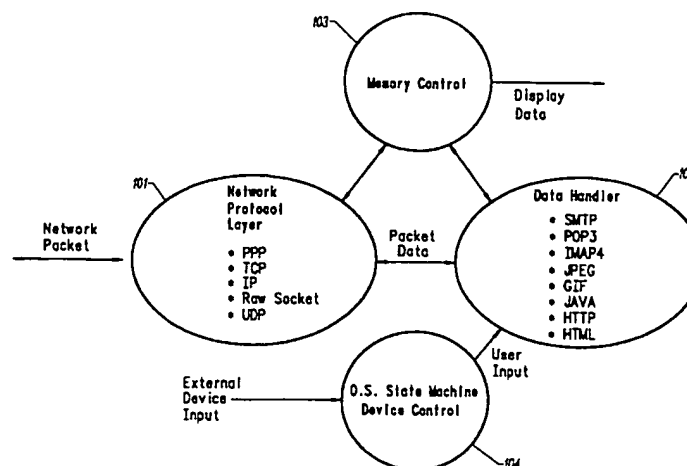 103
Memory Control
Display
Data
101
Network
Protocol
Layer
• PPP
• TCP
• IP
• Raw Socket
• UDP
Network
Packet
Packet
Data
Data Handler
• SMTP
• POP3
• IMAP4
• JPEG
• GIF
• JAVA
• HTTP
• HTML
User
Input
External
Device
Input
O.S. State Machine
Device Control
104